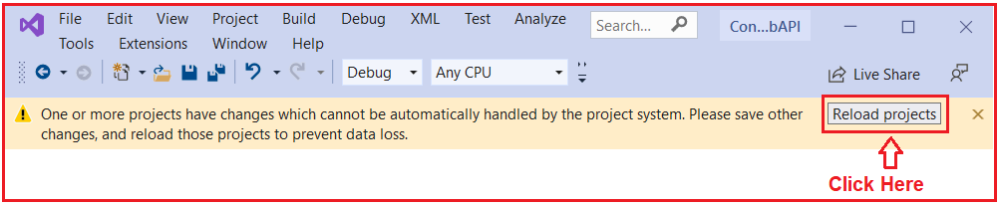 File Edit View Project Build Debug XML Test Analyze
Tools Extensions Window Help
Search...
Con...bAPI
Debug
Any CPU
Live Share
One or more projects have changes which cannot be automatically handled by the project system. Please save other
changes, and reload those projects to prevent data loss.
Reload projects
Click Here